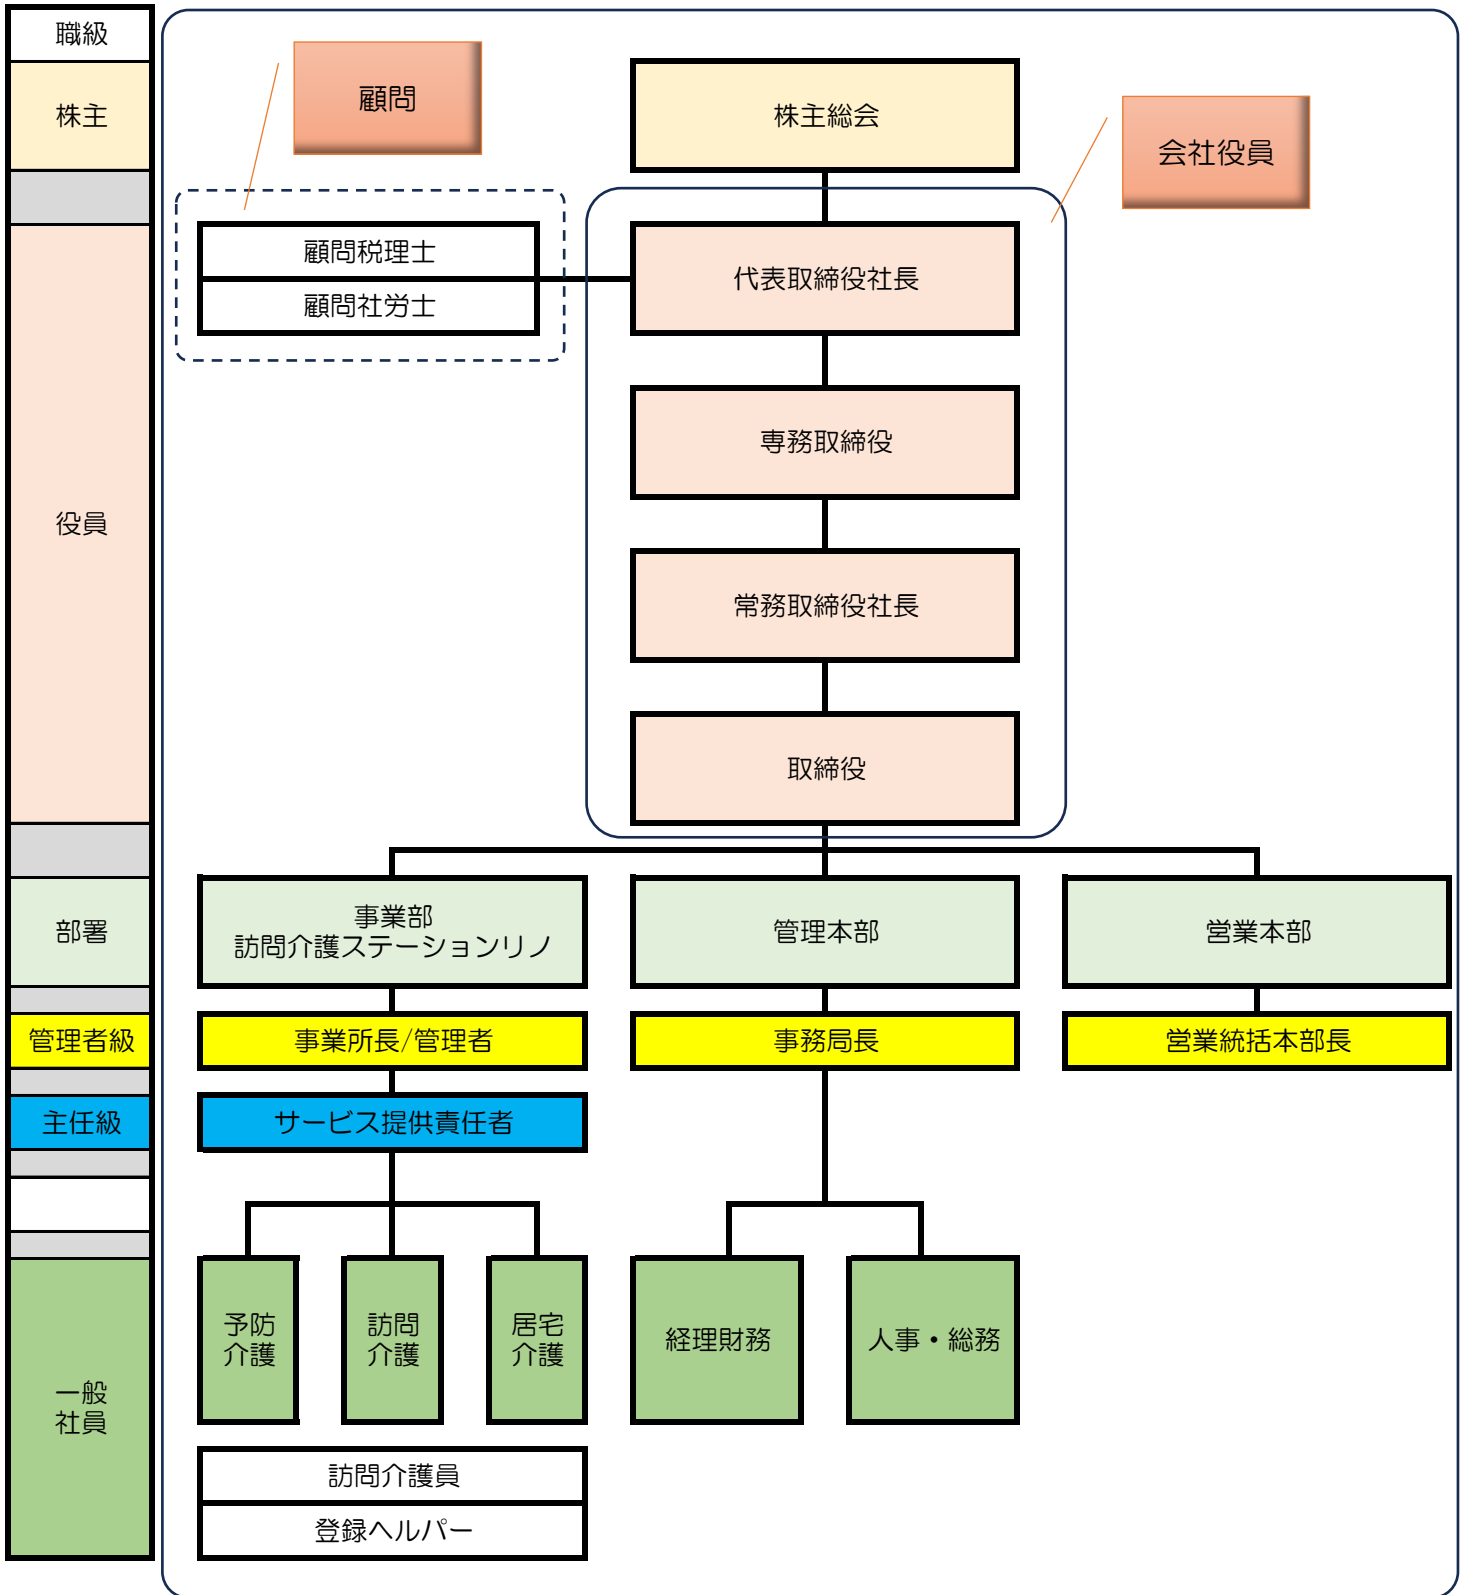 職級
株主
役員
部署
管理者級
主任級
一般
社員
顧問
株主総会
会社役員
顧問税理士
顧問社労士
代表取締役社長
専務取締役
常務取締役社長
取締役
事業部
訪問介護ステーションリノ
管理本部
営業本部
事業所長/管理者
事務局長
営業統括本部長
サービス提供責任者
予防
介護
訪問
介護
居宅
介護
経理財務
人事・総務
訪問介護員
登録ヘルパー